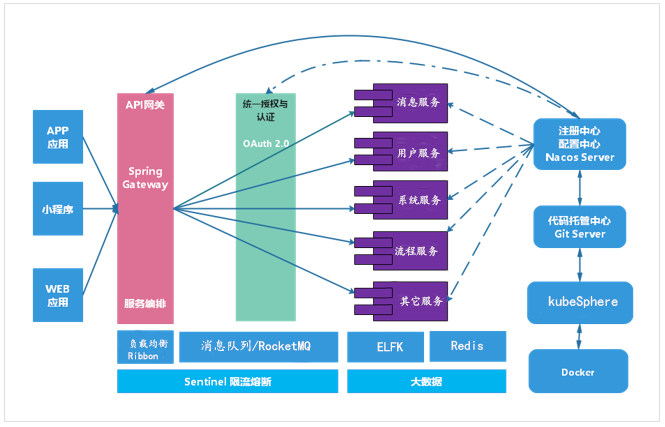 APP
应用
小程序
WEB
应用
API网关
Spring
Gateway
服务编排
统一授权与
认证
OAuth 2.0
消息服务
用户服务
系统服务
流程服务
其它服务
注册中心
配置中心
Nacos Server
代码托管中心
Git Server
kubeSphere
Docker
负载均衡
Ribbon
消息队列/RocketMQ
ELFK
Redis
Sentinel 限流熔断
大数据